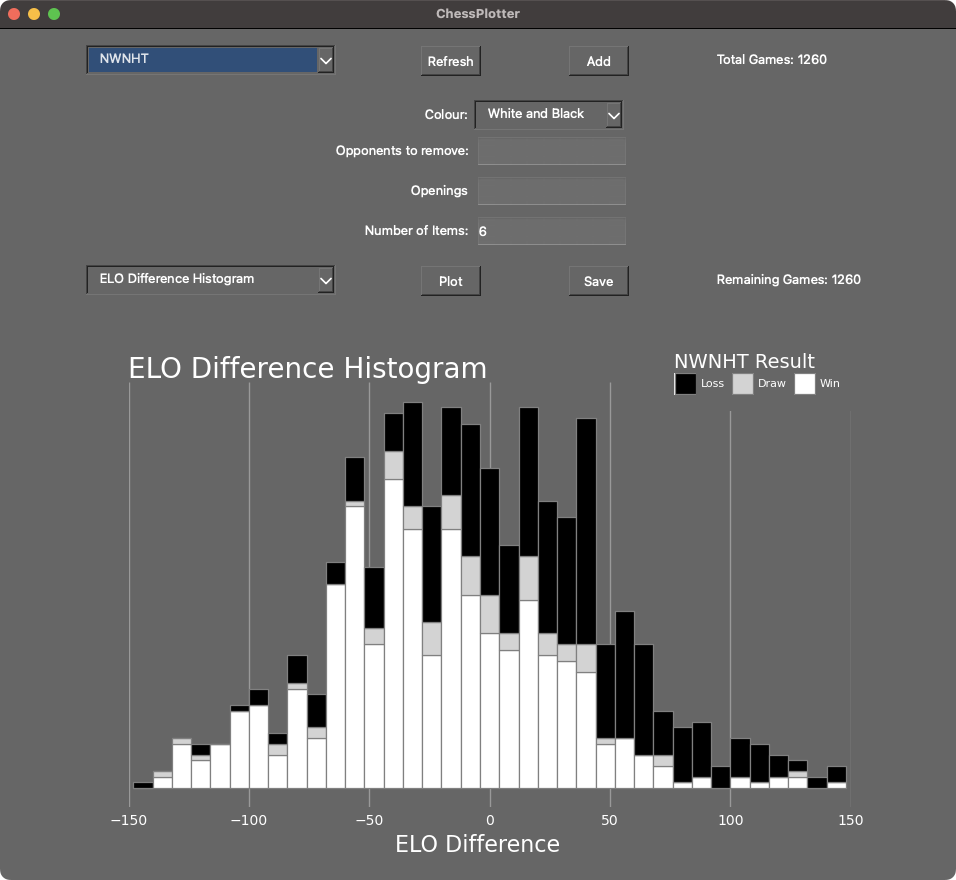 ChessPlotter
NWNHT
Refresh
Add
Total Games: 1260
Colour:
White and Black
Opponents to remove:
Openings
Number of Items:
6
ELO Difference Histogram
Plot
Save
Remaining Games: 1260
ELO Difference Histogram
NWNHT Result
Loss
Draw
Win
−150
−100
−50
0
50
100
150
ELO Difference